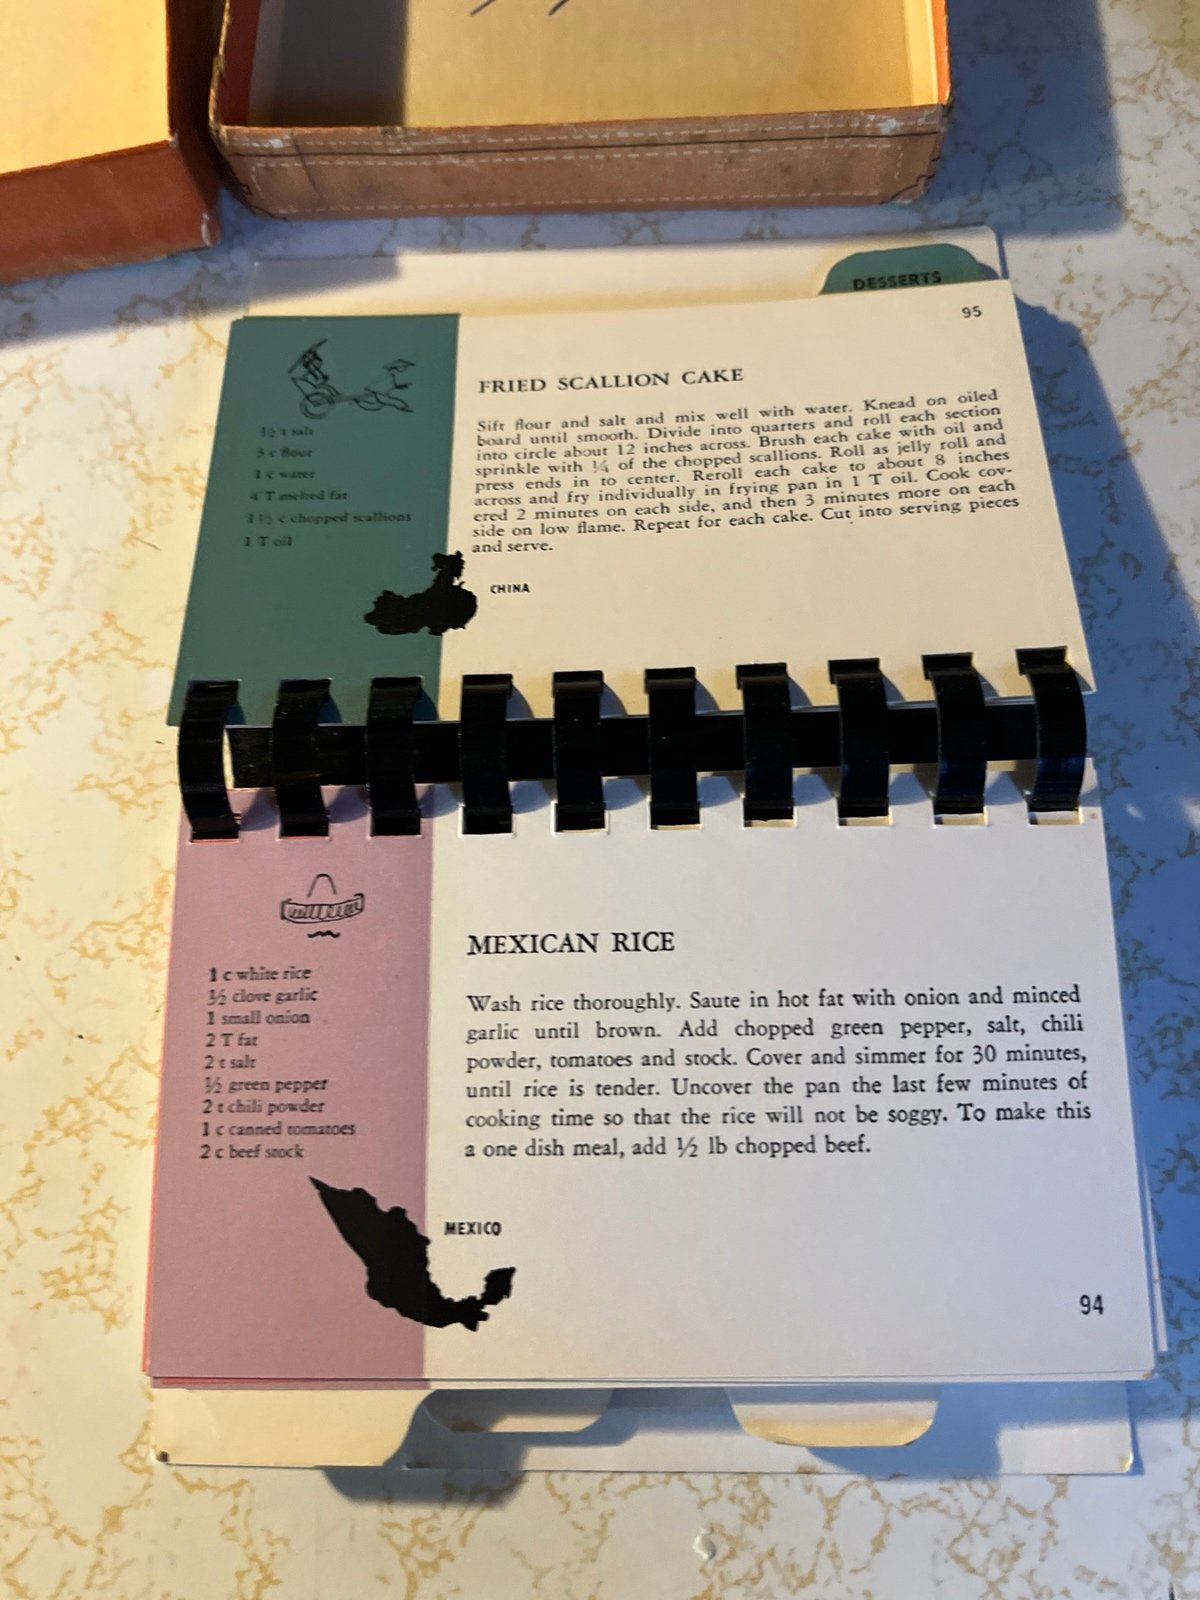 DESSERTS
95
FRIED SCALLION CAKE
½ t salt
3 c flour
1 c water
4 T melted fat
1½ c chopped scallions
1 T oil
Sift flour and salt and mix well with water. Knead on oiled
board until smooth. Divide into quarters and roll each section
into circle about 12 inches across. Brush each cake with oil and
sprinkle with ¼ of the chopped scallions. Roll as jelly roll and
press ends in to center. Reroll each cake to about 8 inches
across and fry individually in frying pan in 1 T oil. Cook cov-
ered 2 minutes on each side, and then 3 minutes more on each
side on low flame. Repeat for each cake. Cut into serving pieces
and serve.
CHINA
MEXICAN RICE
1 c white rice
½ clove garlic
1 small onion
2 T fat
2 t salt
½ green pepper
2 t chili powder
1 c canned tomatoes
2 c beef stock
Wash rice thoroughly. Saute in hot fat with onion and minced
garlic until brown. Add chopped green pepper, salt, chili
powder, tomatoes and stock. Cover and simmer for 30 minutes,
until rice is tender. Uncover the pan the last few minutes of
cooking time so that the rice will not be soggy. To make this
a one dish meal, add ½ lb chopped beef.
MEXICO
94